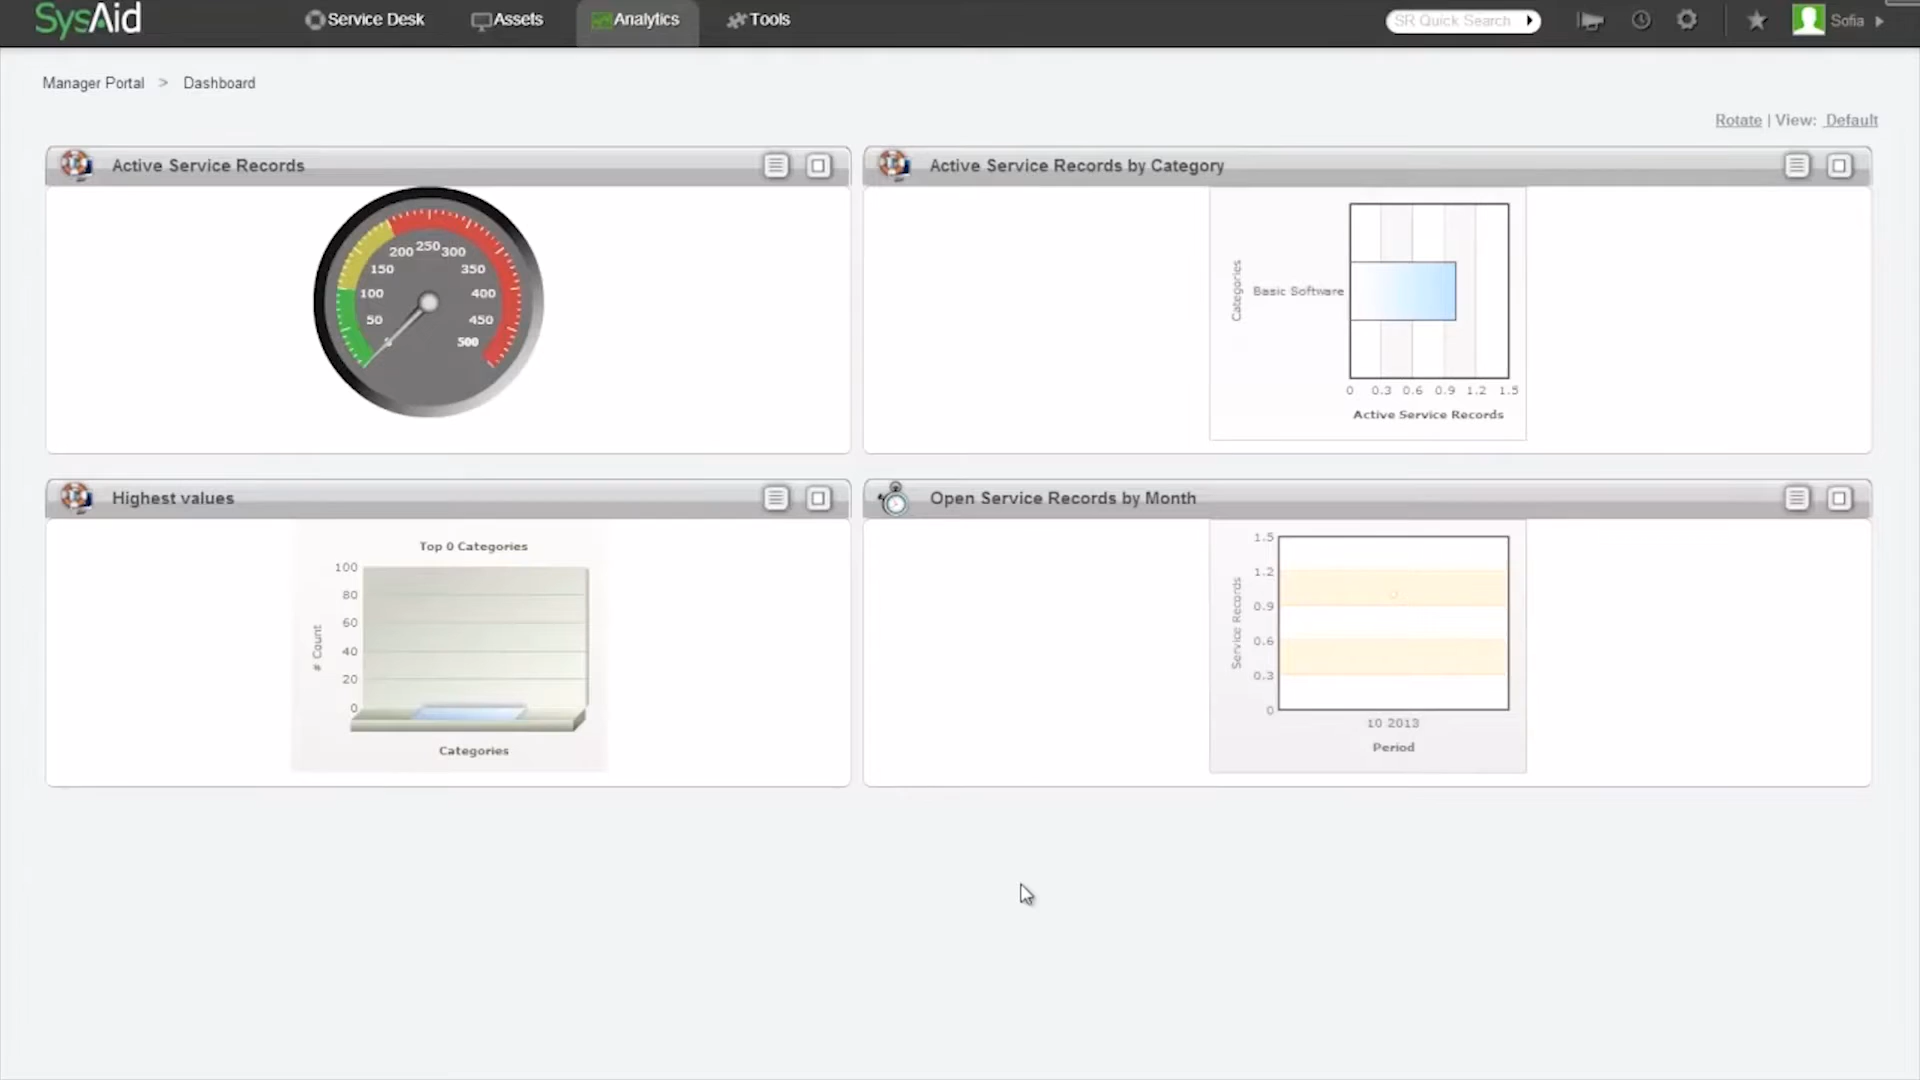 SysAid
Service Desk
Assets
Analytics
Tools
SR Quick Search
Sofia
Manager Portal > Dashboard
Rotate | View: Default
Active Service Records
50
100
150
200
250
300
350
400
450
500
Active Service Records by Category
Categories
Basic Software
0 0.3 0.6 0.9 1.2 1.5
Active Service Records
Highest values
Top 0 Categories
# Count
100
80
60
40
20
0
Categories
Open Service Records by Month
Service Records
1.5
1.2
0.9
0.6
0.3
0
10 2013
Period